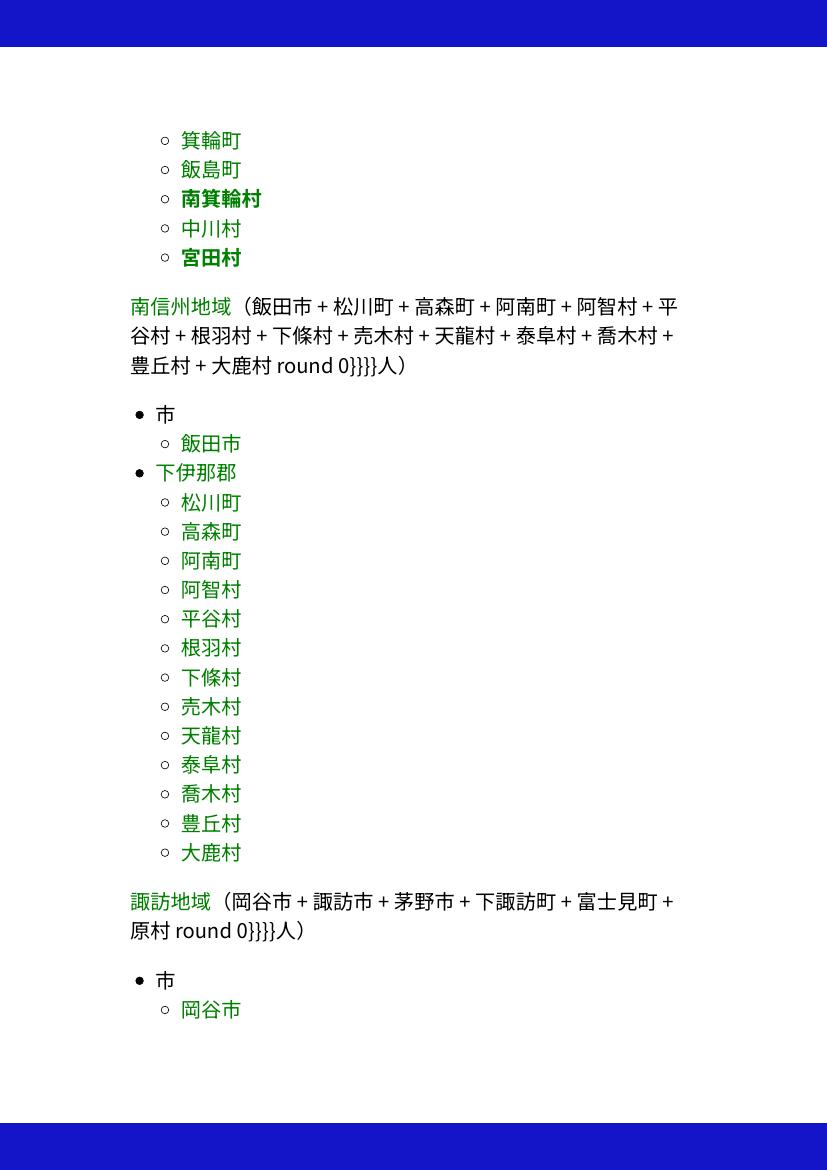 箕輪町
飯島町
南箕輪村
中川村
宮田村
南信州地域（飯田市 + 松川町 + 高森町 + 阿南町 + 阿智村 + 平
谷村 + 根羽村 + 下條村 + 売木村 + 天龍村 + 泰阜村 + 喬木村 +
豊丘村 + 大鹿村 round 0}}}}人）
市
飯田市
下伊那郡
松川町
高森町
阿南町
阿智村
平谷村
根羽村
下條村
売木村
天龍村
泰阜村
喬木村
豊丘村
大鹿村
諏訪地域（岡谷市 + 諏訪市 + 茅野市 + 下諏訪町 + 富士見町 +
原村 round 0}}}}人）
市
岡谷市